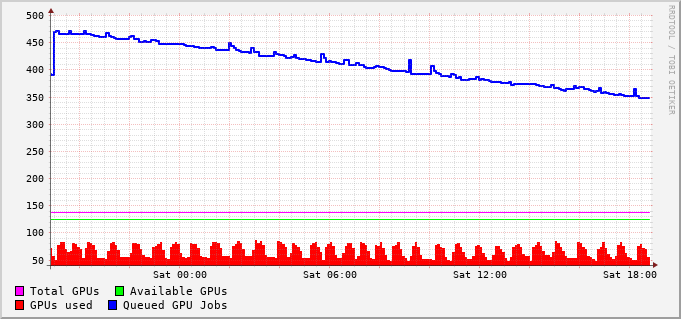 500
450
400
350
300
250
200
150
100
50
Sat 00:00 Sat 06:00 Sat 12:00 Sat 18:00
Total GPUs Available GPUs
GPUs used Queued GPU Jobs
RRDTOOL / TOBI OETIKER